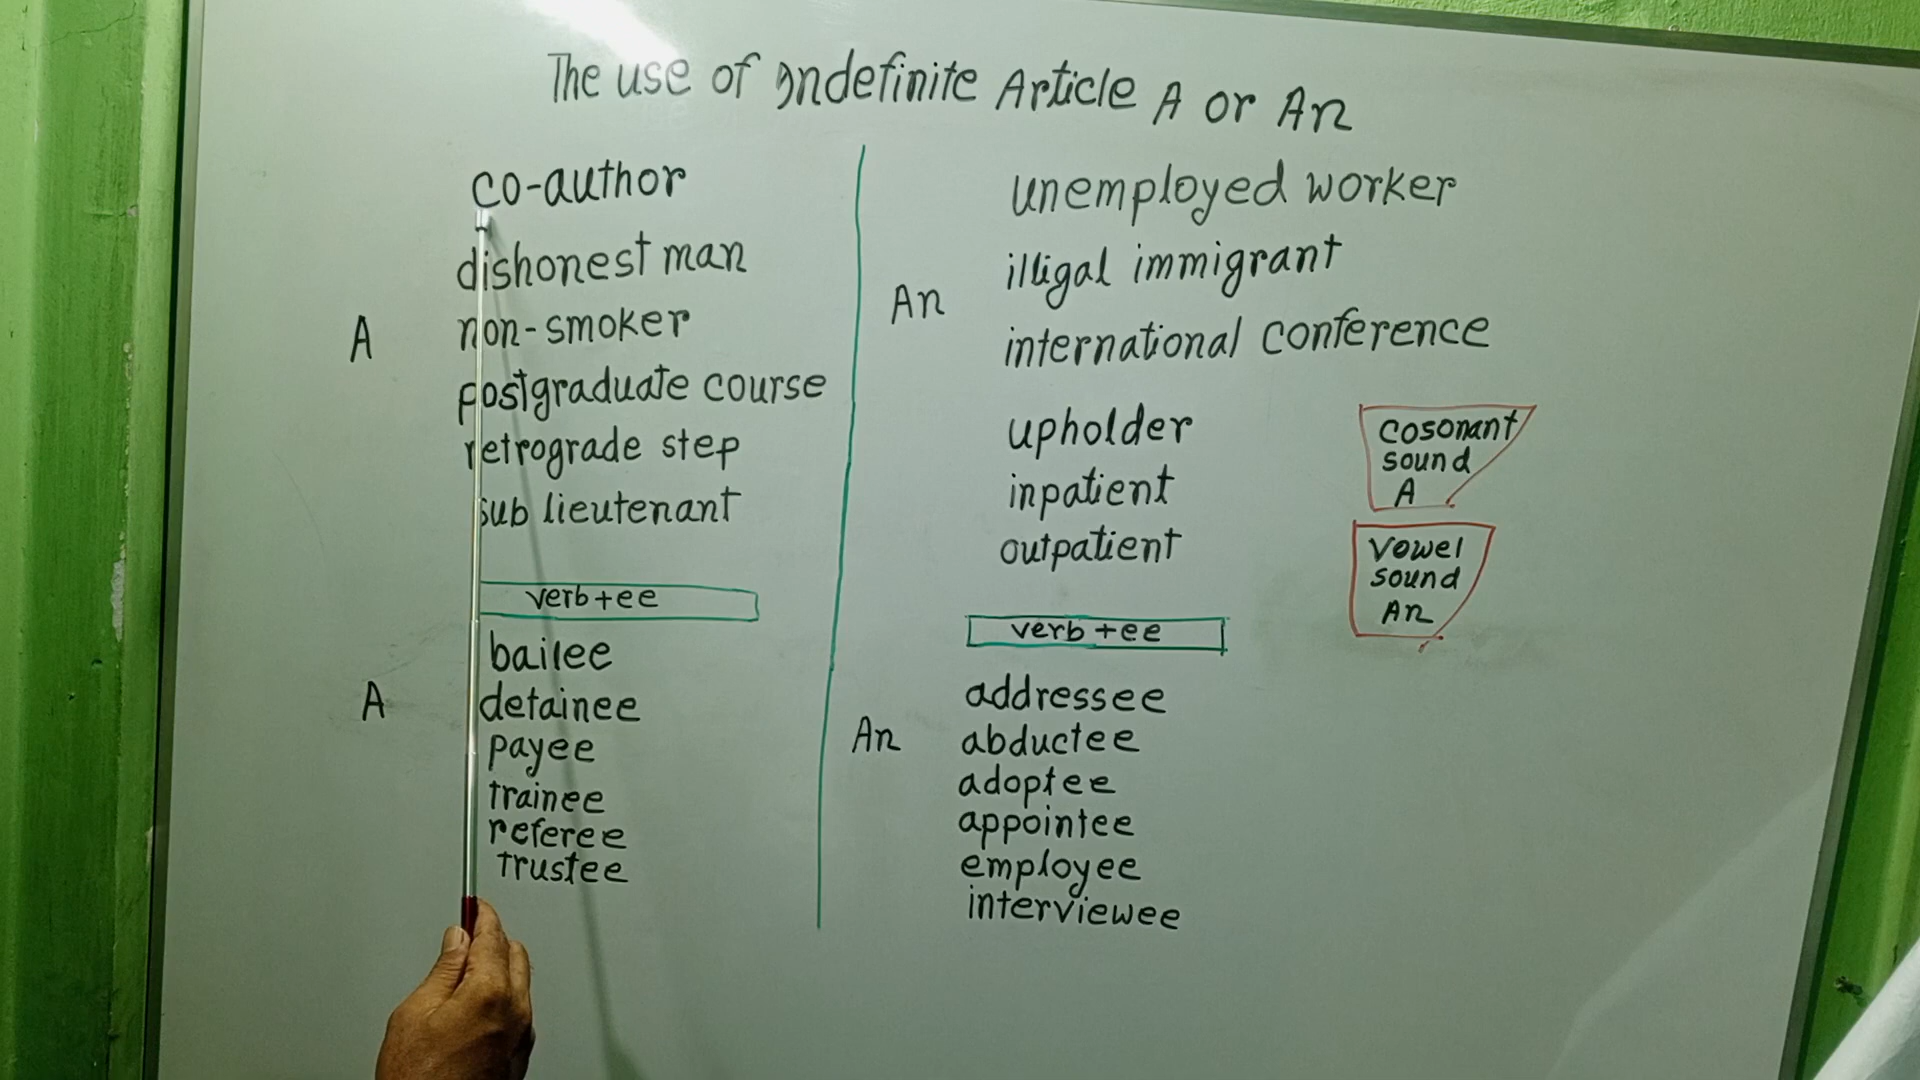 The use of Indefinite Article A or An
A
co-author
dishonest man
non-smoker
postgraduate course
retrograde step
sub lieutenant
verb+ee
A
bailee
detainee
payee
trainee
referee
trustee
An
unemployed worker
illigal immigrant
international conference
upholder
inpatient
outpatient
verb +ee
An
addressee
abductee
adoptee
appointee
employee
interviewee
cosonant
sound
A
Vowel
sound
An